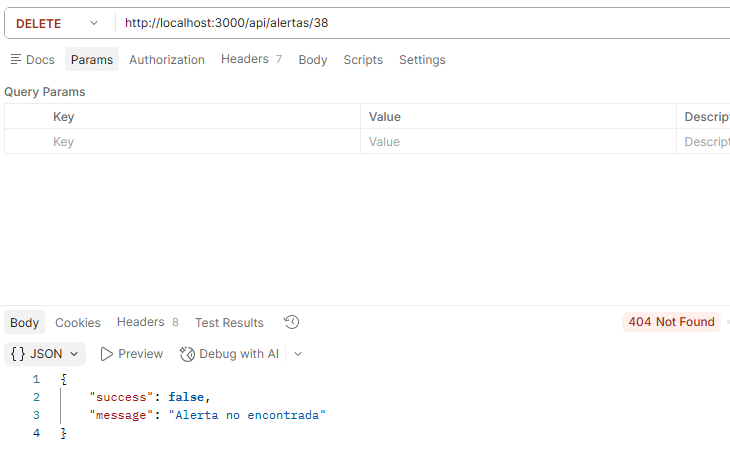 DELETE http://localhost:3000/api/alertas/38
Docs Params Authorization Headers 7 Body Scripts Settings
Query Params
Key Value Descript
Key Value Descript
Body Cookies Headers 8 Test Results 404 Not Found
{} JSON Preview Debug with AI
1 {
2 "success": false,
3 "message": "Alerta no encontrada"
4 }